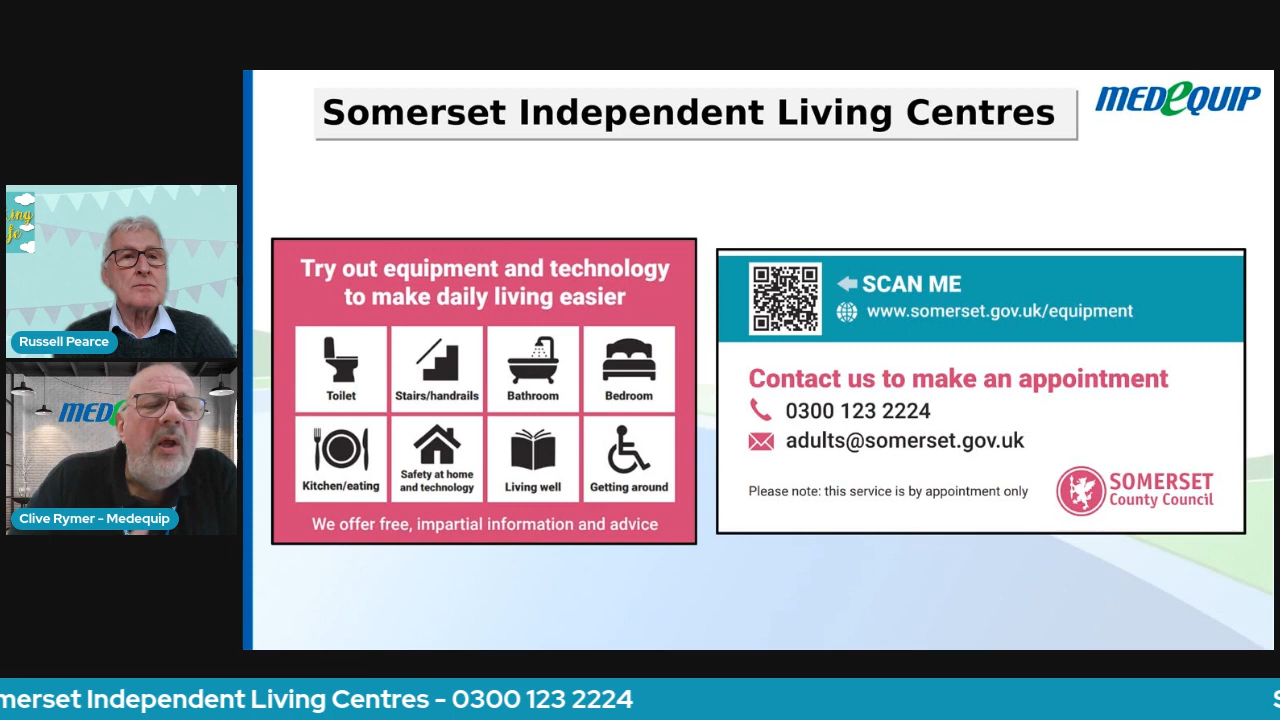 Somerset Independent Living Centres
MEDEQUIP
Try out equipment and technology
to make daily living easier
Toilet
Stairs/handrails
Bathroom
Bedroom
Kitchen/eating
Safety at home
and technology
Living well
Getting around
We offer free, impartial information and advice
SCAN ME
www.somerset.gov.uk/equipment
Contact us to make an appointment
0300 123 2224
adults@somerset.gov.uk
Please note: this service is by appointment only
SOMERSET
County Council
Russell Pearce
MED
Clive Rymer - Medequip
merset Independent Living Centres - 0300 123 2224